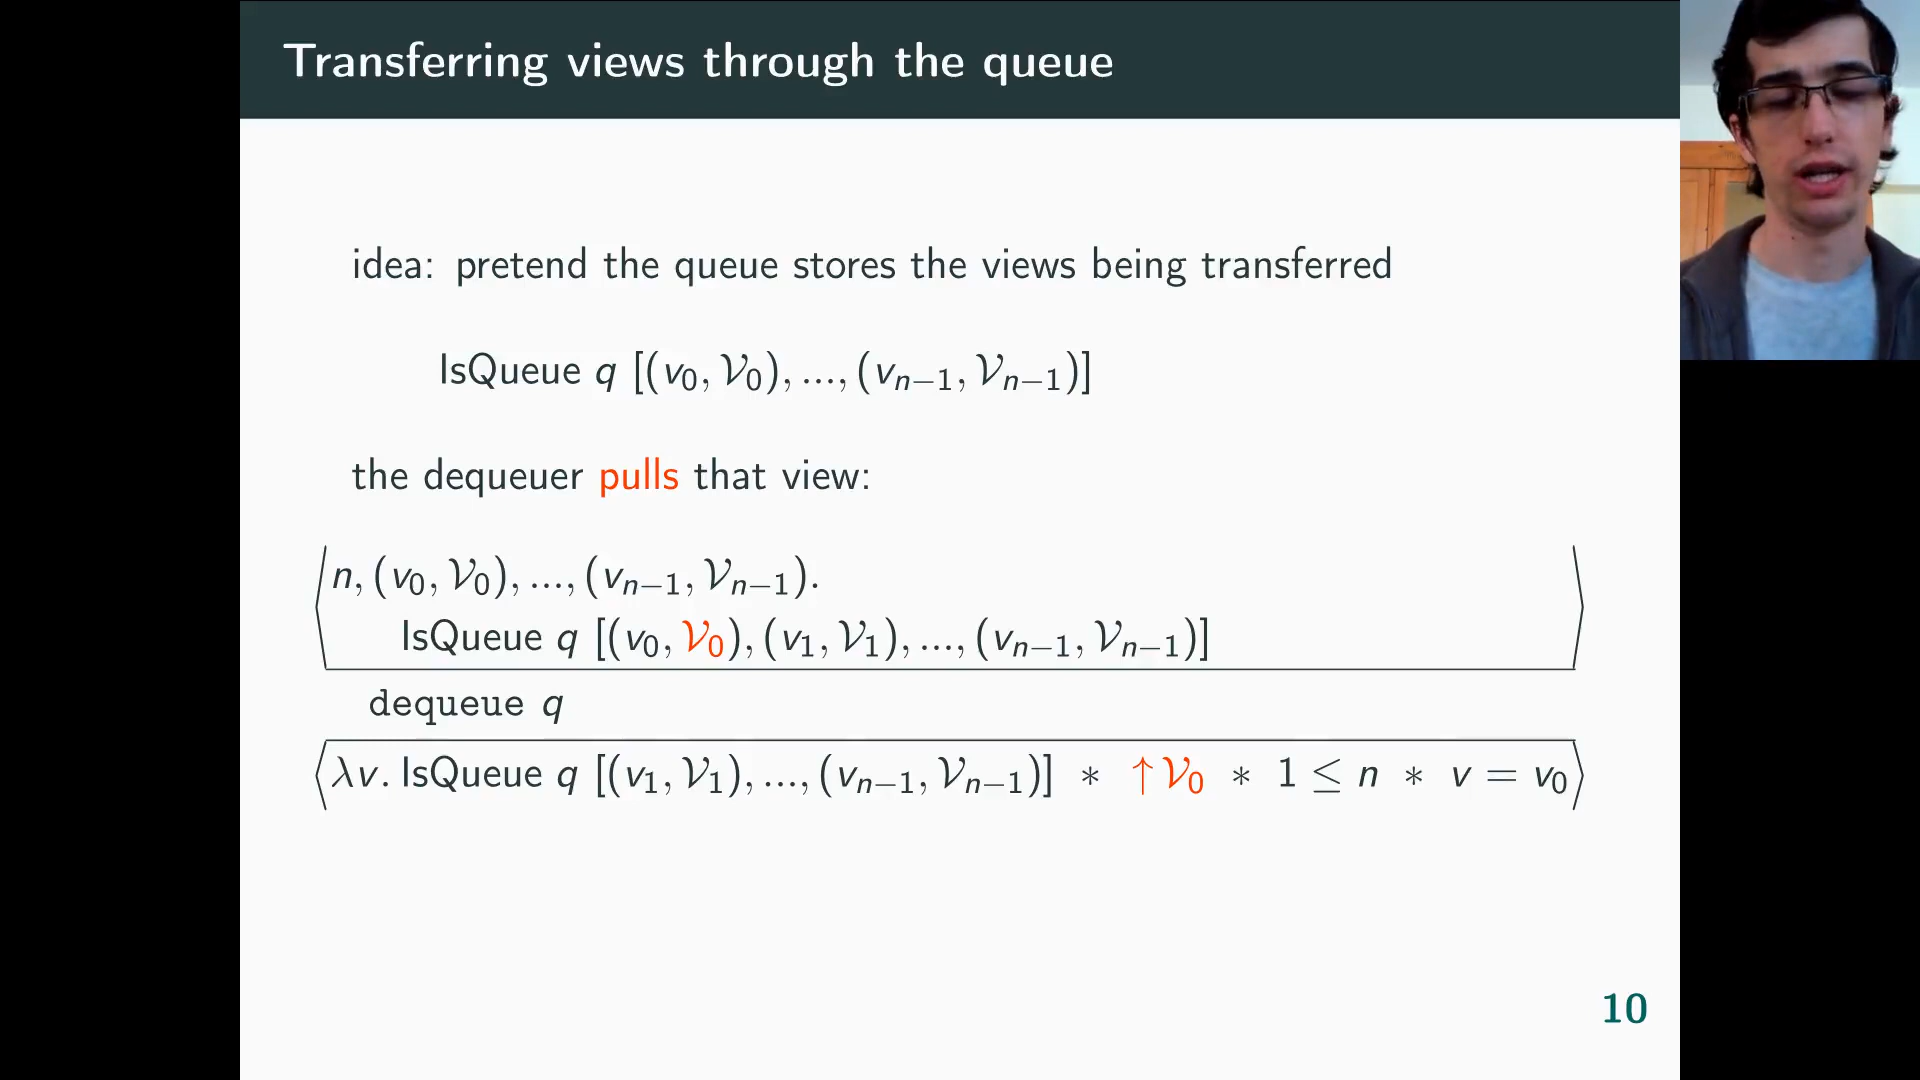 Transferring views through the queue
idea: pretend the queue stores the views being transferred
IsQueue q [(v₀, 𝒱₀), ..., (vₙ₋₁, 𝒱ₙ₋₁)]
the dequeuer pulls that view:
⟨n, (v₀, 𝒱₀), ..., (vₙ₋₁, 𝒱ₙ₋₁).
IsQueue q [(v₀, 𝒱₀), (v₁, 𝒱₁), ..., (vₙ₋₁, 𝒱ₙ₋₁)]⟩
dequeue q
⟨λv. IsQueue q [(v₁, 𝒱₁), ..., (vₙ₋₁, 𝒱ₙ₋₁)] ∗ ↑𝒱₀ ∗ 1 ≤ n ∗ v = v₀⟩
10